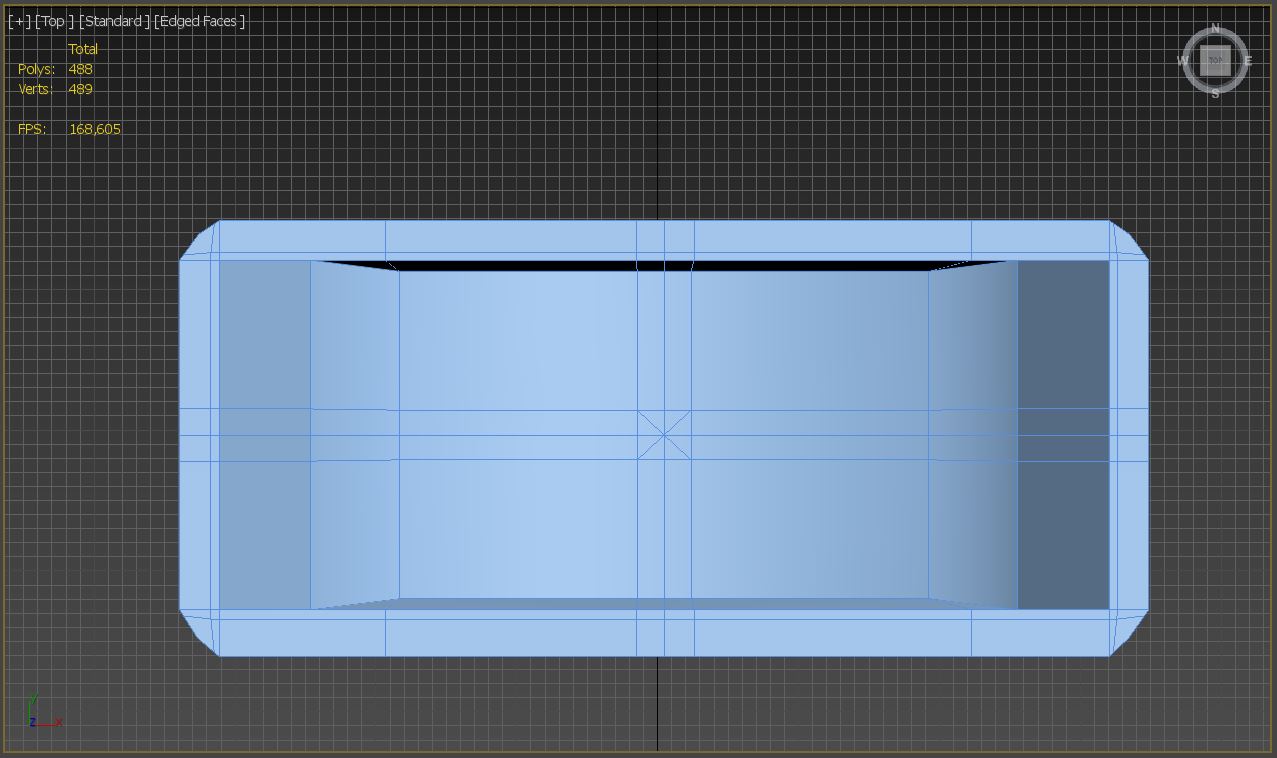 [+] [Top ] [Standard ] [Edged Faces ]
Total
Polys: 488
Verts: 489
FPS: 168,605
N
W TOP E
S
y
z x